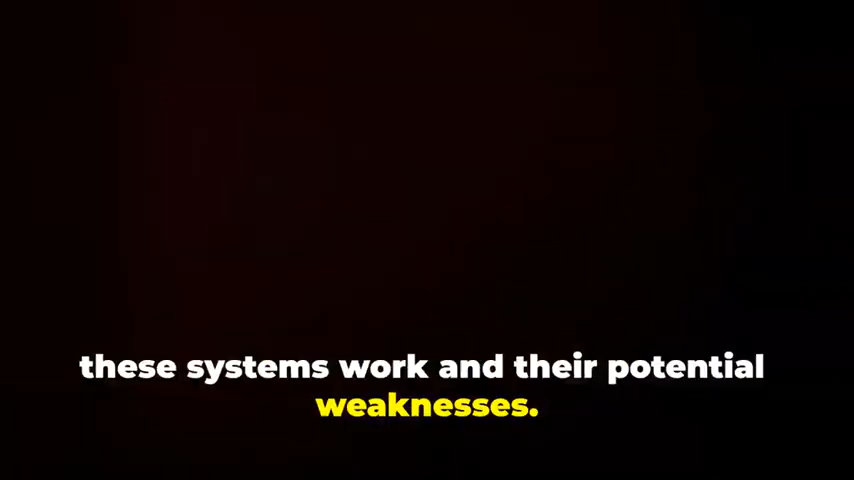 these systems work and their potential
weaknesses.